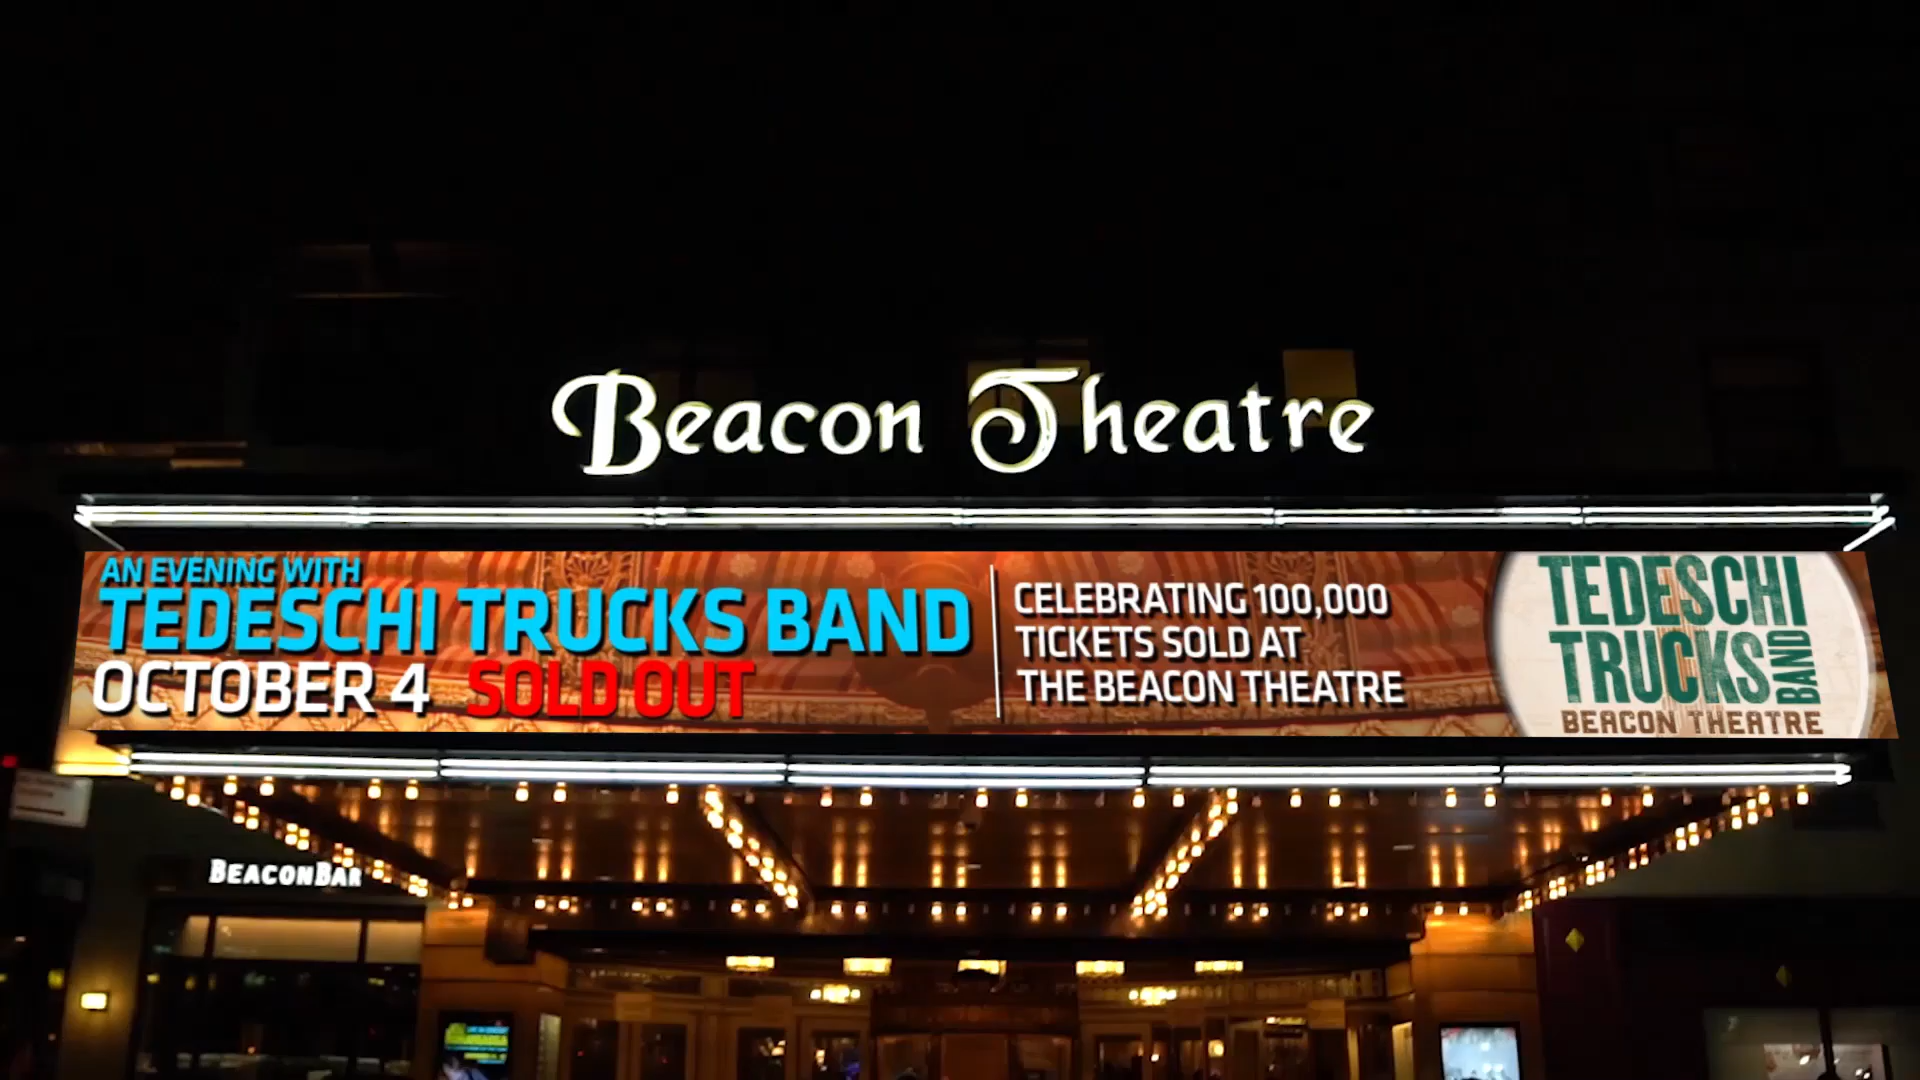 Beacon Theatre
AN EVENING WITH
TEDESCHI TRUCKS BAND
OCTOBER 4 SOLD OUT
CELEBRATING 100,000
TICKETS SOLD AT
THE BEACON THEATRE
TEDESCHI
TRUCKS BAND
BEACON THEATRE
BEACONBAR